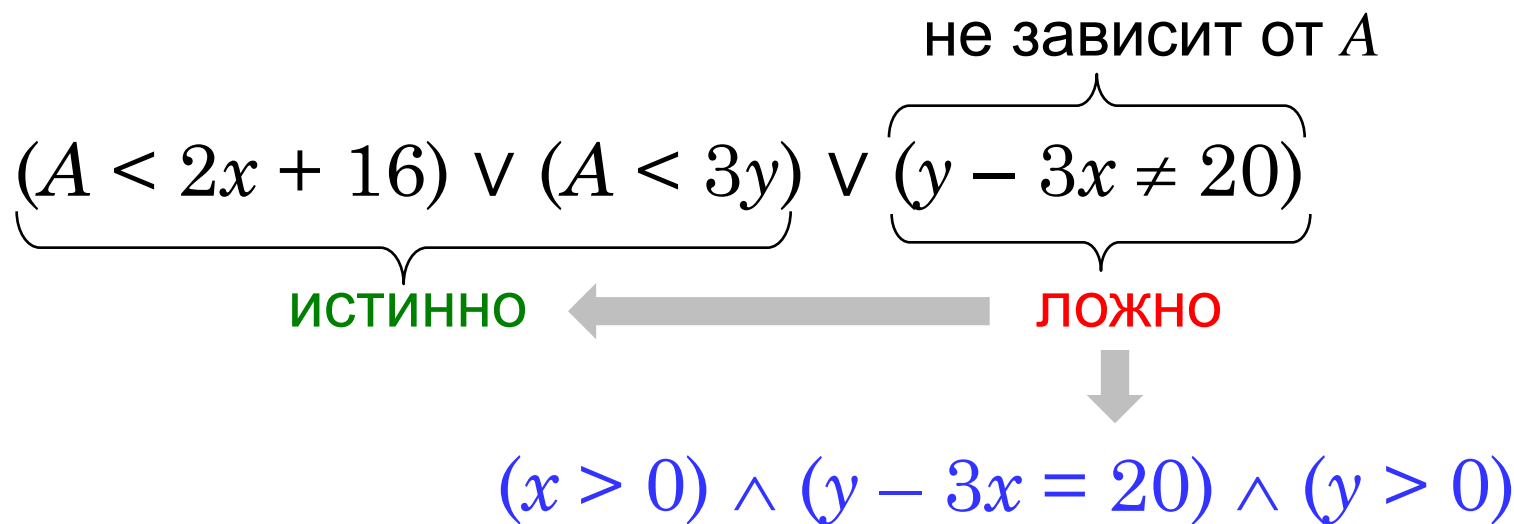 не зависит от A
(A < 2x + 16) ∨ (A < 3y) ∨ (y – 3x ≠ 20)
истинно ложно
(x > 0) ∧ (y – 3x = 20) ∧ (y > 0)